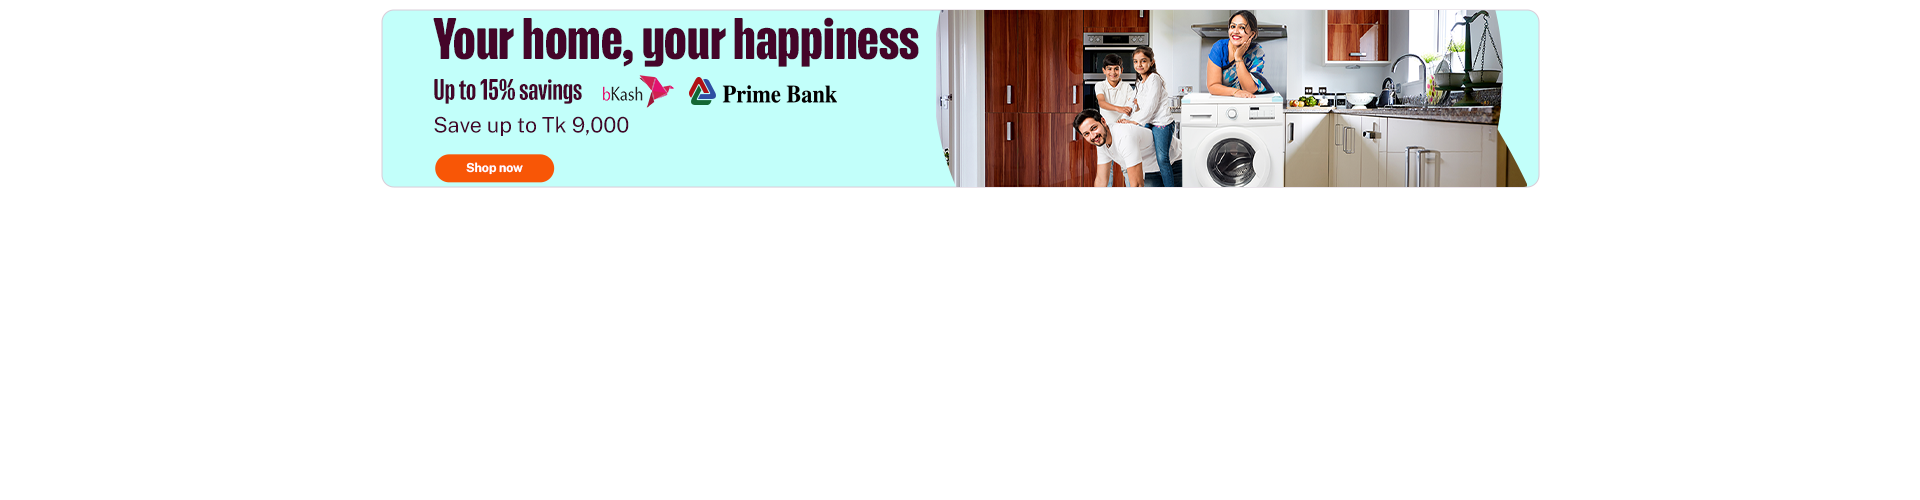 Your home, your happiness
Up to 15% savings bKash Prime Bank
Save up to Tk 9,000
Shop now